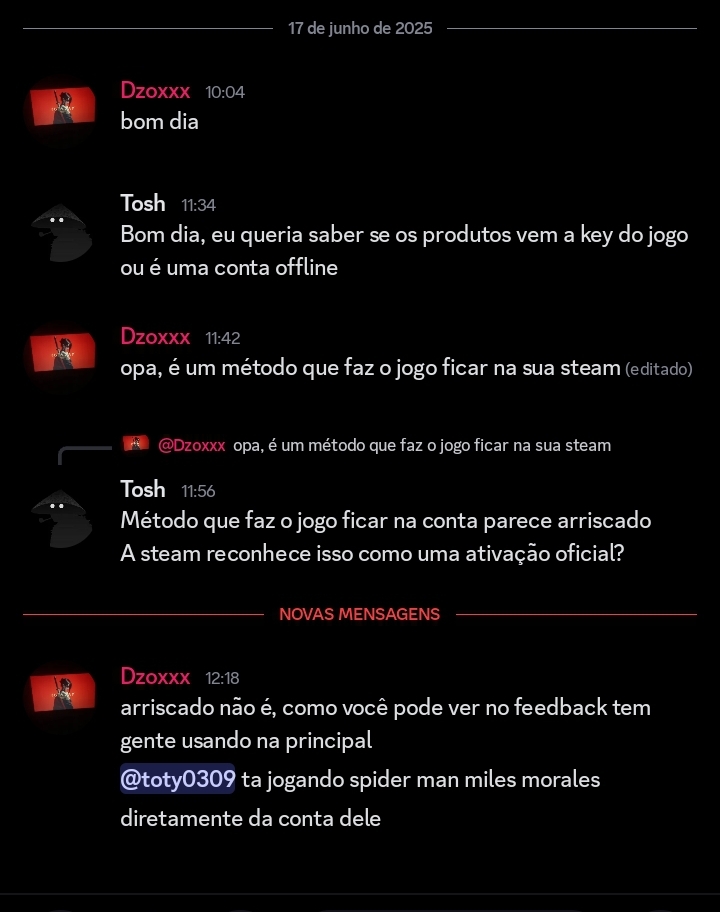 17 de junho de 2025
Dzoxxx 10:04
bom dia
Tosh 11:34
Bom dia, eu queria saber se os produtos vem a key do jogo
ou é uma conta offline
Dzoxxx 11:42
opa, é um método que faz o jogo ficar na sua steam (editado)
@Dzoxxx opa, é um método que faz o jogo ficar na sua steam
Tosh 11:56
Método que faz o jogo ficar na conta parece arriscado
A steam reconhece isso como uma ativação oficial?
NOVAS MENSAGENS
Dzoxxx 12:18
arriscado não é, como você pode ver no feedback tem
gente usando na principal
@toty0309 ta jogando spider man miles morales
diretamente da conta dele